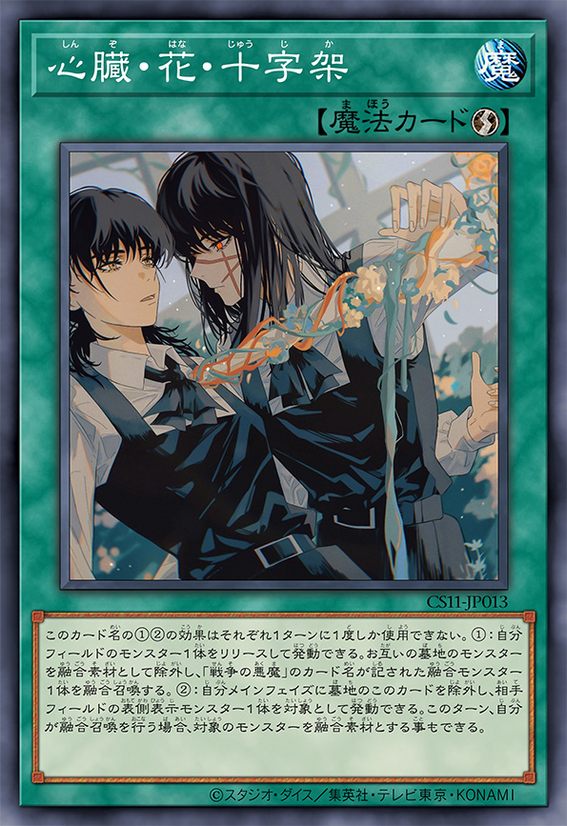 心臓・花・十字架
魔
【魔法カード】
CS11-JP013
このカード名の①②の効果はそれぞれ1ターンに1度しか使用できない。①:自分
フィールドのモンスター1体をリリースして発動できる。お互いの墓地のモンスター
を融合素材として除外し、「戦争の悪魔」のカード名が記された融合モンスター
1体を融合召喚する。②:自分メインフェイズに墓地のこのカードを除外し、相手
フィールドの表側表示モンスター1体を対象として発動できる。このターン、自分
が融合召喚を行う場合、対象のモンスターを融合素材とする事もできる。
©スタジオ・ダイス/集英社・テレビ東京・KONAMI